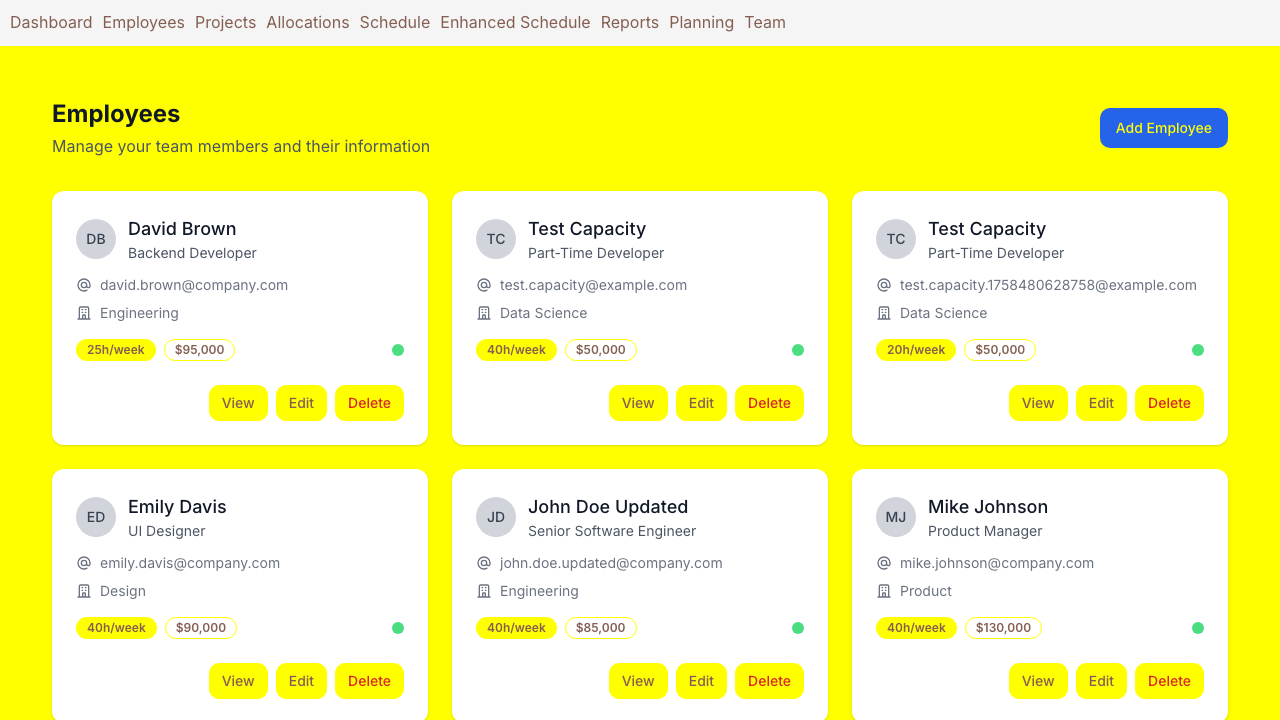 Dashboard Employees Projects Allocations Schedule Enhanced Schedule Reports Planning Team
Employees
Manage your team members and their information
Add Employee
DB
David Brown
Backend Developer
david.brown@company.com
Engineering
25h/week $95,000
View Edit Delete
TC
Test Capacity
Part-Time Developer
test.capacity@example.com
Data Science
40h/week $50,000
View Edit Delete
TC
Test Capacity
Part-Time Developer
test.capacity.1758480628758@example.com
Data Science
20h/week $50,000
View Edit Delete
ED
Emily Davis
UI Designer
emily.davis@company.com
Design
40h/week $90,000
View Edit Delete
JD
John Doe Updated
Senior Software Engineer
john.doe.updated@company.com
Engineering
40h/week $85,000
View Edit Delete
MJ
Mike Johnson
Product Manager
mike.johnson@company.com
Product
40h/week $130,000
View Edit Delete